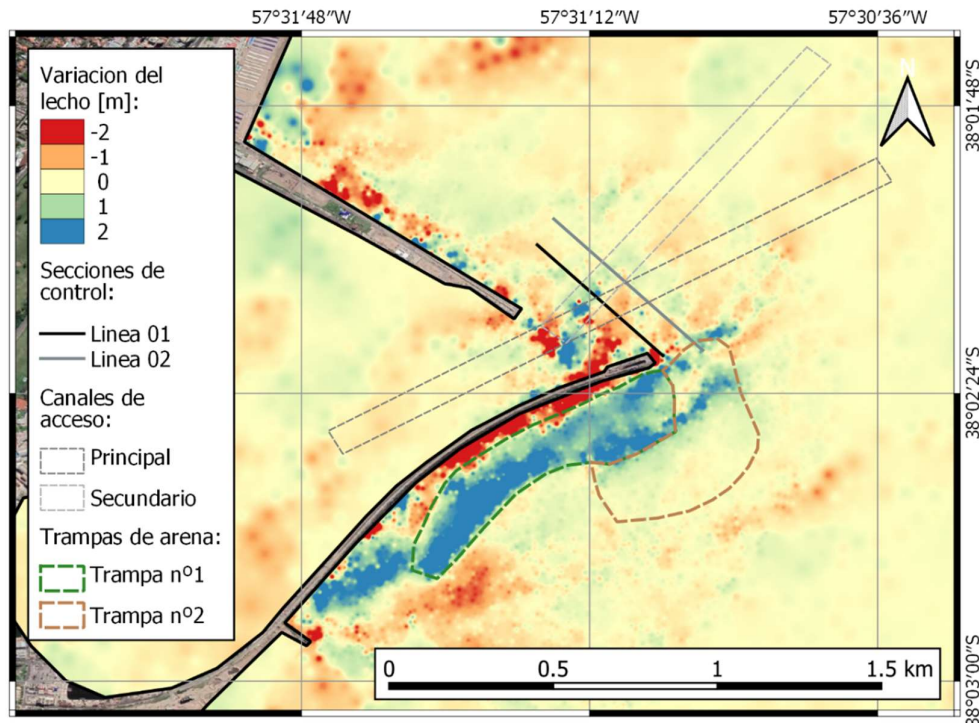 57°31′48″W
57°31′12″W
57°30′36″W
Variacion del
lecho [m]:
-2
-1
0
1
2
Secciones de
control:
Linea 01
Linea 02
Canales de
acceso:
Principal
Secundario
Trampas de arena:
Trampa nº1
Trampa nº2
N
38°01′48″S
38°02′24″S
38°03′00″S
0
0.5
1
1.5 km